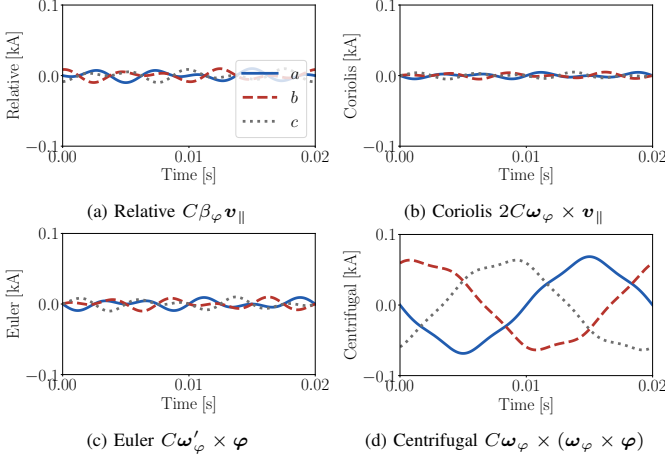 0.1
0.0
−0.1
Relative [kA]
a
b
c
0.00
0.01
0.02
Time [s]
(a) Relative Cβ_φ v_∥
0.1
0.0
−0.1
Coriolis [kA]
0.00
0.01
0.02
Time [s]
(b) Coriolis 2Cω_φ × v_∥
0.1
0.0
−0.1
Euler [kA]
0.00
0.01
0.02
Time [s]
(c) Euler Cω′_φ × φ
0.1
0.0
−0.1
Centrifugal [kA]
0.00
0.01
0.02
Time [s]
(d) Centrifugal Cω_φ × (ω_φ × φ)